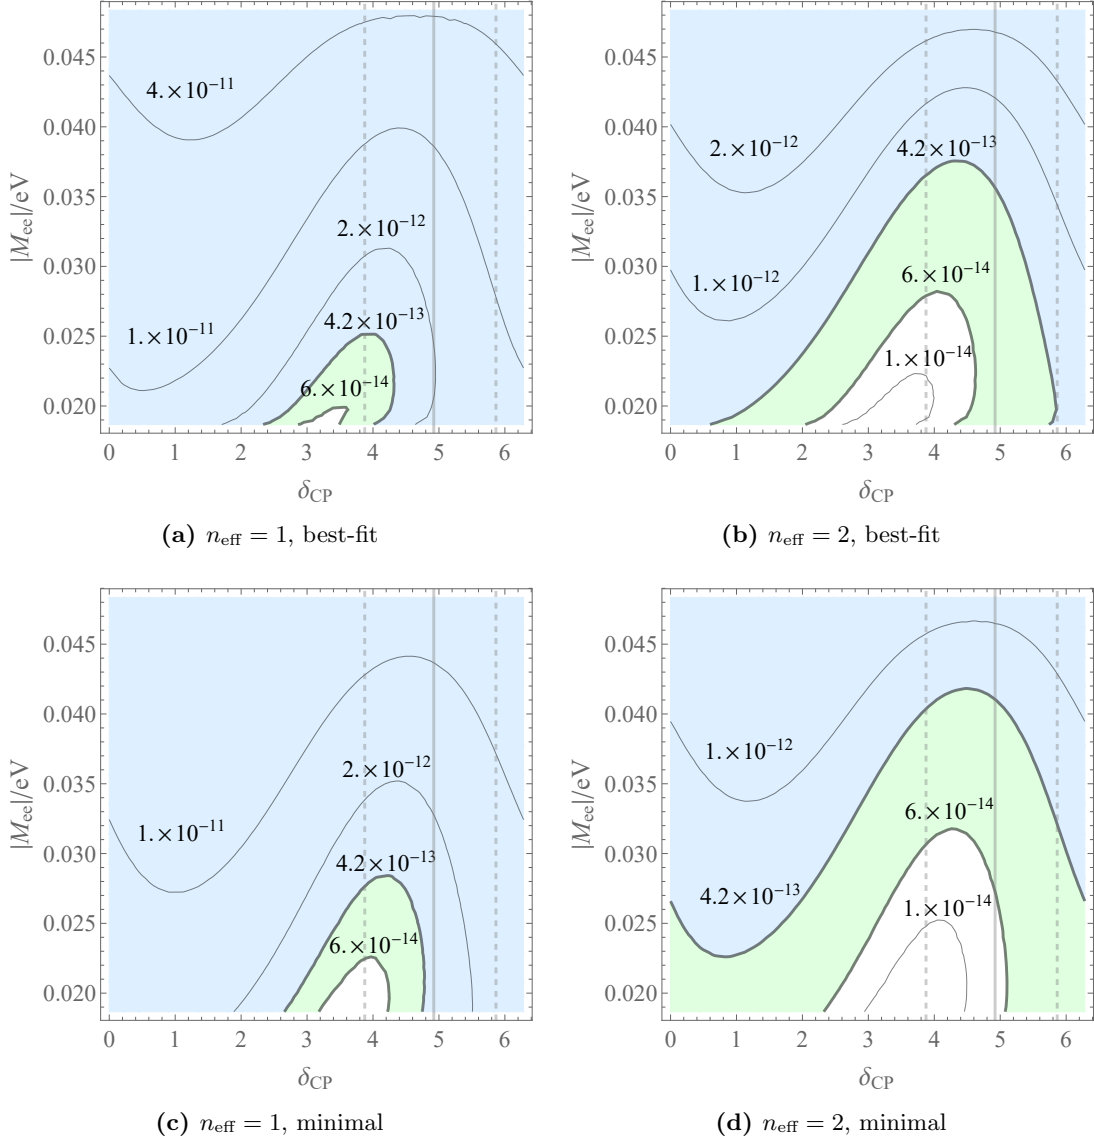 0.045
0.040
0.035
0.030
0.025
0.020
|M_ee|/eV
4.×10^−11
2.×10^−12
1.×10^−11
4.2×10^−13
6.×10^−14
0 1 2 3 4 5 6
δ_CP
(a) n_eff = 1, best-fit
0.045
0.040
0.035
0.030
0.025
0.020
|M_ee|/eV
2.×10^−12
4.2×10^−13
1.×10^−12
6.×10^−14
1.×10^−14
0 1 2 3 4 5 6
δ_CP
(b) n_eff = 2, best-fit
0.045
0.040
0.035
0.030
0.025
0.020
|M_ee|/eV
2.×10^−12
1.×10^−11
4.2×10^−13
6.×10^−14
0 1 2 3 4 5 6
δ_CP
(c) n_eff = 1, minimal
0.045
0.040
0.035
0.030
0.025
0.020
|M_ee|/eV
1.×10^−12
6.×10^−14
4.2×10^−13
1.×10^−14
0 1 2 3 4 5 6
δ_CP
(d) n_eff = 2, minimal